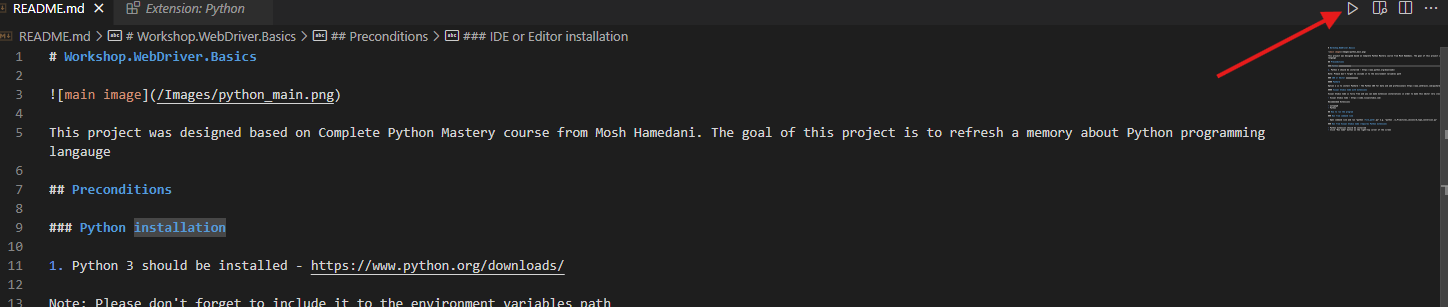 README.md
Extension: Python
README.md > # Workshop.WebDriver.Basics > ## Preconditions > ### IDE or Editor installation
1 # Workshop.WebDriver.Basics
2
3 ![main image](/Images/python_main.png)
4
5 This project was designed based on Complete Python Mastery course from Mosh Hamedani. The goal of this project is to refresh a memory about Python programming
langauge
6
7 ## Preconditions
8
9 ### Python installation
10
11 1. Python 3 should be installed - https://www.python.org/downloads/
12
13 Note: Please don't forget to include it to the environment variables path